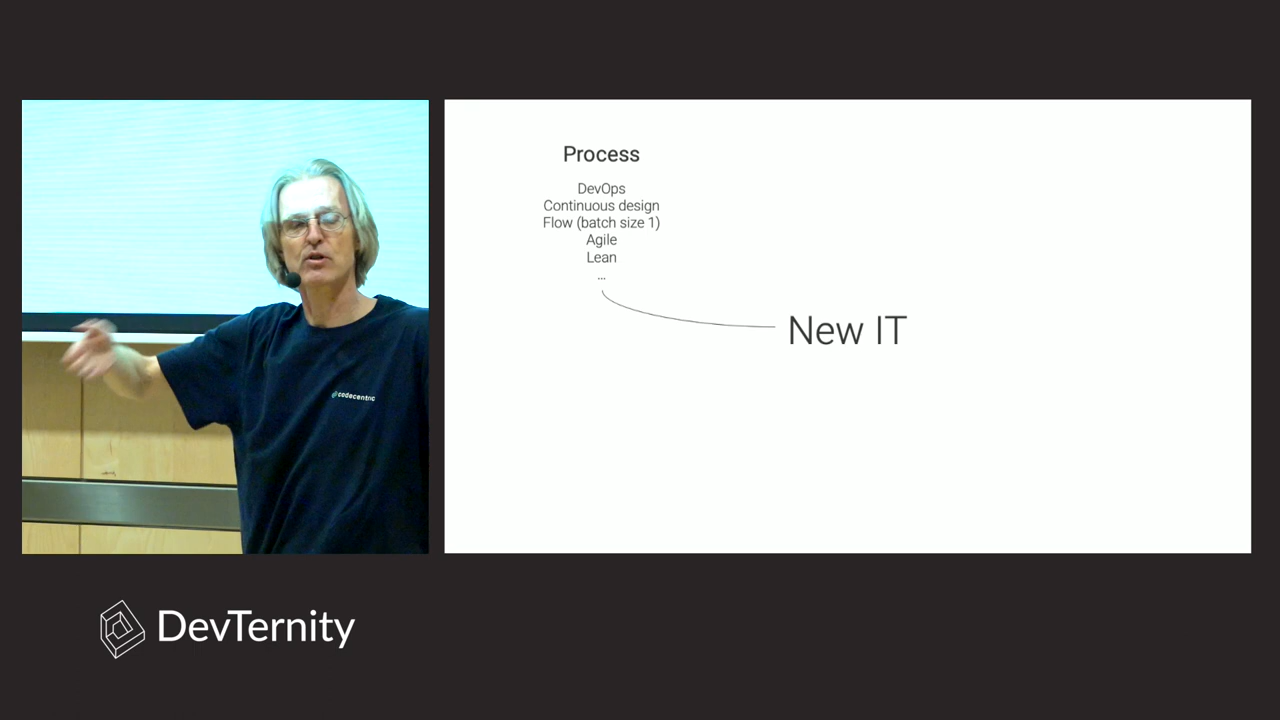 Process
DevOps
Continuous design
Flow (batch size 1)
Agile
Lean
...
New IT
codecentric
DevTernity